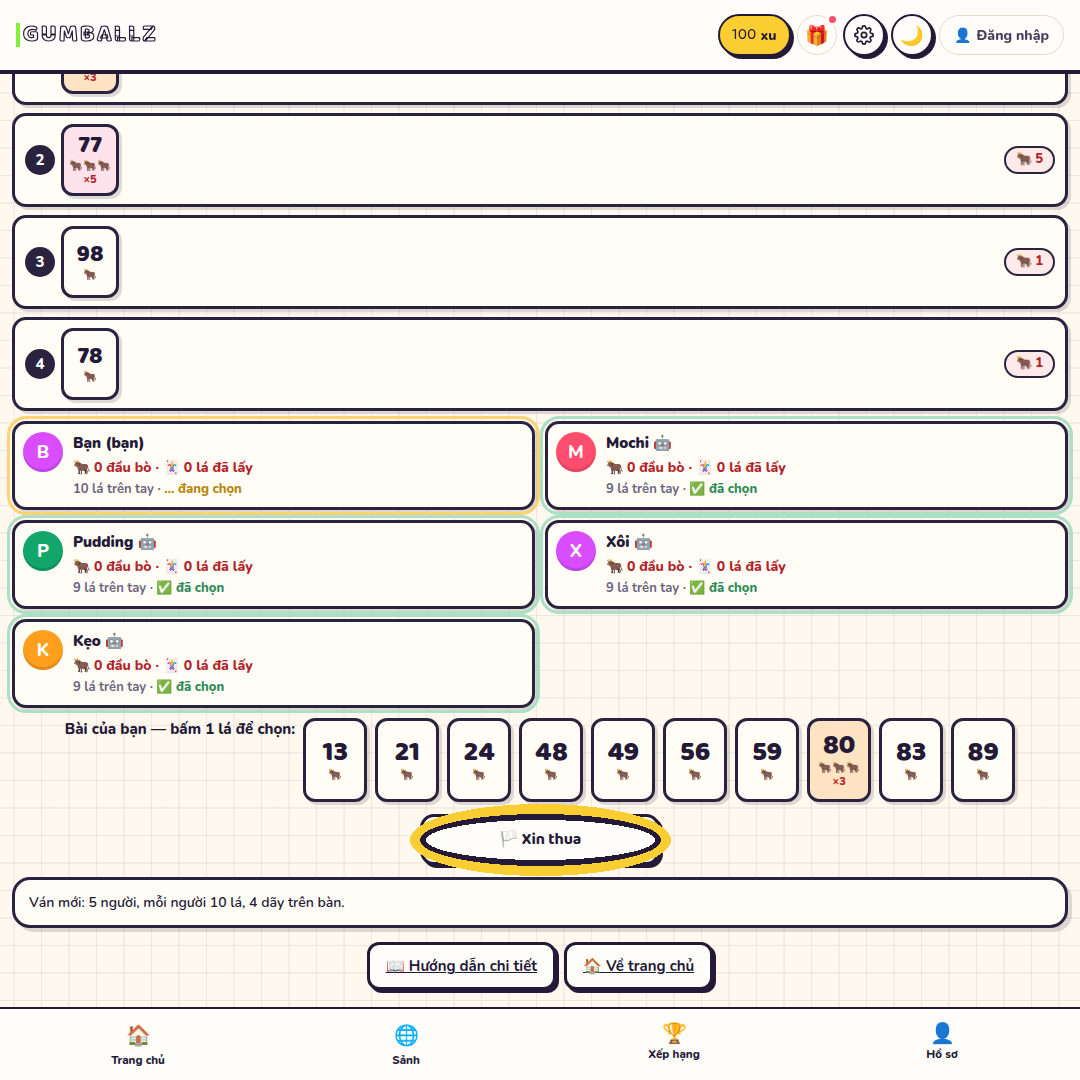 GUMBALLZ
100 xu
Đăng nhập
×3
2
77
×5
5
3
98
1
4
78
1
B
Bạn (bạn)
0 đầu bò · 0 lá đã lấy
10 lá trên tay · ... đang chọn
M
Mochi
0 đầu bò · 0 lá đã lấy
9 lá trên tay · ✅ đã chọn
P
Pudding
0 đầu bò · 0 lá đã lấy
9 lá trên tay · ✅ đã chọn
X
Xôi
0 đầu bò · 0 lá đã lấy
9 lá trên tay · ✅ đã chọn
K
Kẹo
0 đầu bò · 0 lá đã lấy
9 lá trên tay · ✅ đã chọn
Bài của bạn — bấm 1 lá để chọn:
13
21
24
48
49
56
59
80
×3
83
89
Xin thua
Ván mới: 5 người, mỗi người 10 lá, 4 dãy trên bàn.
Hướng dẫn chi tiết
Về trang chủ
Trang chủ
Sảnh
Xếp hạng
Hồ sơ